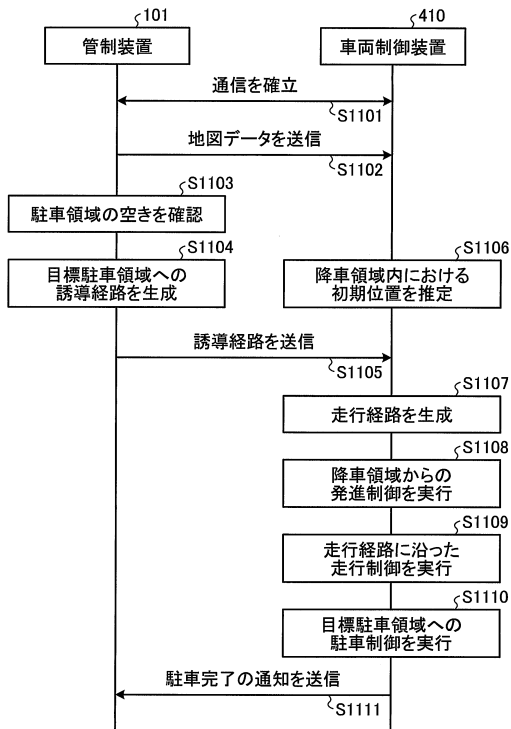 101
管制装置
410
車両制御装置
通信を確立
S1101
地図データを送信
S1102
S1103
駐車領域の空きを確認
S1104
目標駐車領域への
誘導経路を生成
S1106
降車領域内における
初期位置を推定
誘導経路を送信
S1105
S1107
走行経路を生成
S1108
降車領域からの
発進制御を実行
S1109
走行経路に沿った
走行制御を実行
S1110
目標駐車領域への
駐車制御を実行
駐車完了の通知を送信
S1111